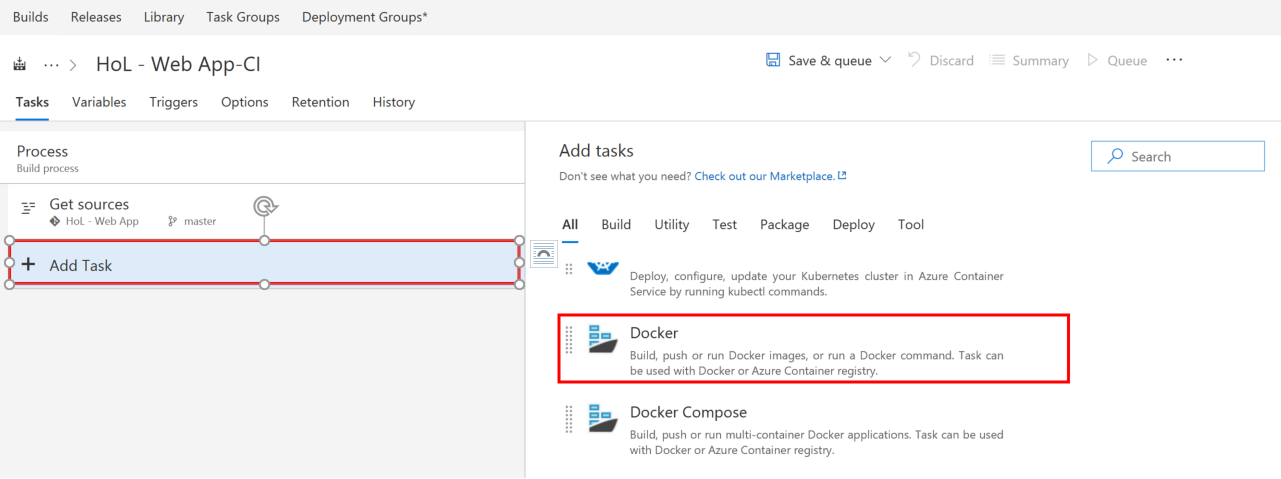 Builds Releases Library Task Groups Deployment Groups*
··· > HoL - Web App-CI
Save & queue Discard Summary Queue ···
Tasks Variables Triggers Options Retention History
Process
Build process
Get sources
HoL - Web App master
+ Add Task
Add tasks
Don't see what you need? Check out our Marketplace.
Search
All Build Utility Test Package Deploy Tool
Deploy, configure, update your Kubernetes cluster in Azure Container
Service by running kubectl commands.
Docker
Build, push or run Docker images, or run a Docker command. Task can
be used with Docker or Azure Container registry.
Docker Compose
Build, push or run multi-container Docker applications. Task can be used
with Docker or Azure Container registry.